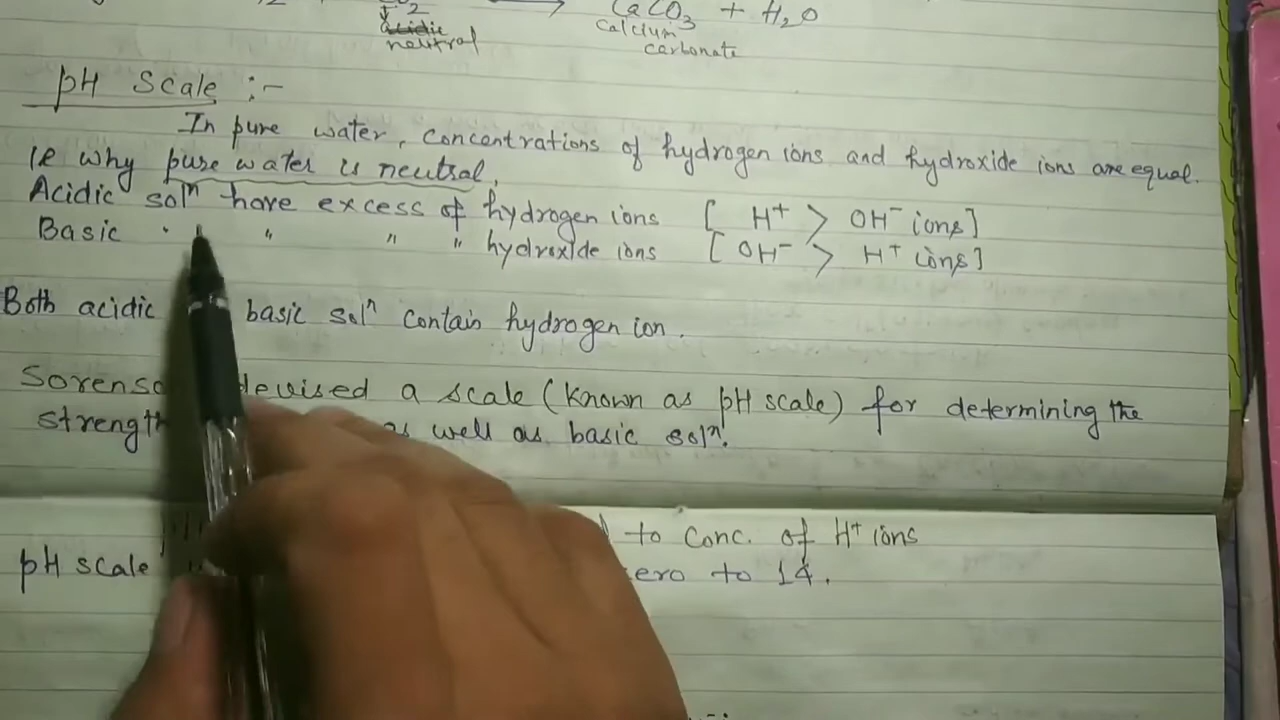 CaCO3 + H2O
acidic Calcium
neutral carbonate
pH Scale :-
In pure water, concentrations of hydrogen ions and hydroxide ions are equal.
ie why pure water is neutral.
Acidic solⁿ have excess of hydrogen ions [ H⁺ > OH⁻ ions]
Basic " " " " hydroxide ions [ OH⁻ > H⁺ ions]
Both acidic basic solⁿ contain hydrogen ion.
devised a scale (known as pH scale) for determining the
strength as well as basic solⁿ.
to conc. of H⁺ ions
pH scale to 14.